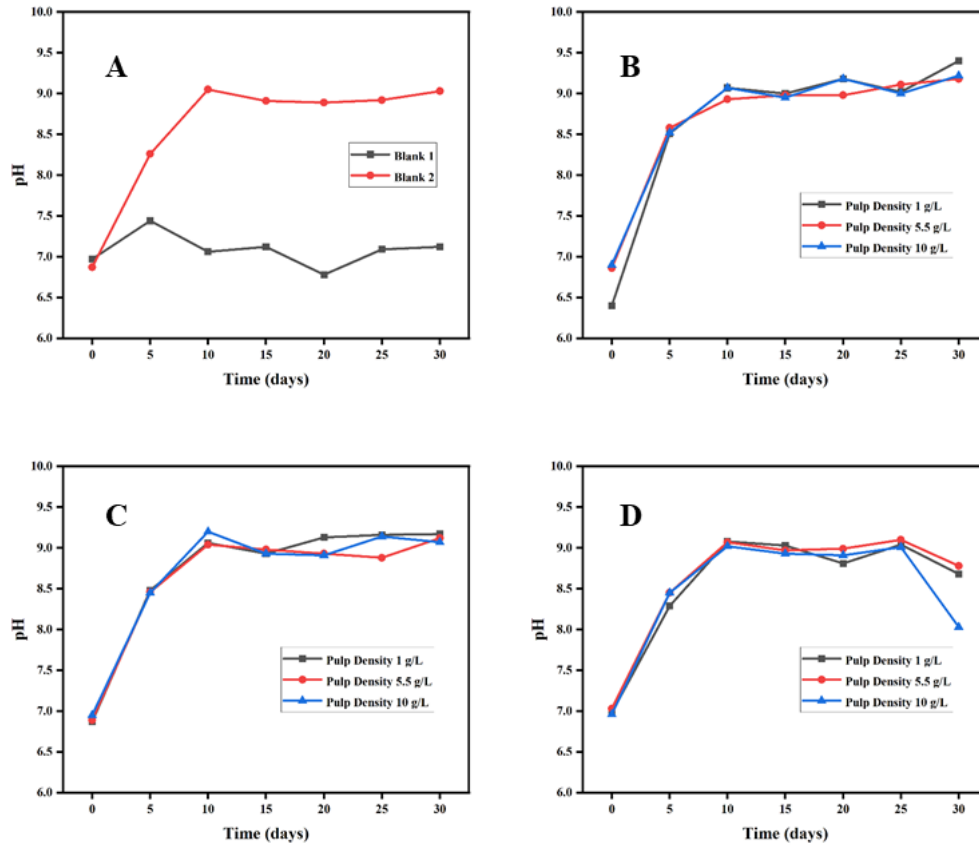 A
10.0
9.5
9.0
8.5
8.0
7.5
7.0
6.5
6.0
pH
Blank 1
Blank 2
0 5 10 15 20 25 30
Time (days)
B
10.0
9.5
9.0
8.5
8.0
7.5
7.0
6.5
6.0
pH
Pulp Density 1 g/L
Pulp Density 5.5 g/L
Pulp Density 10 g/L
0 5 10 15 20 25 30
Time (days)
C
10.0
9.5
9.0
8.5
8.0
7.5
7.0
6.5
6.0
pH
Pulp Density 1 g/L
Pulp Density 5.5 g/L
Pulp Density 10 g/L
0 5 10 15 20 25 30
Time (days)
D
10.0
9.5
9.0
8.5
8.0
7.5
7.0
6.5
6.0
pH
Pulp Density 1 g/L
Pulp Density 5.5 g/L
Pulp Density 10 g/L
0 5 10 15 20 25 30
Time (days)